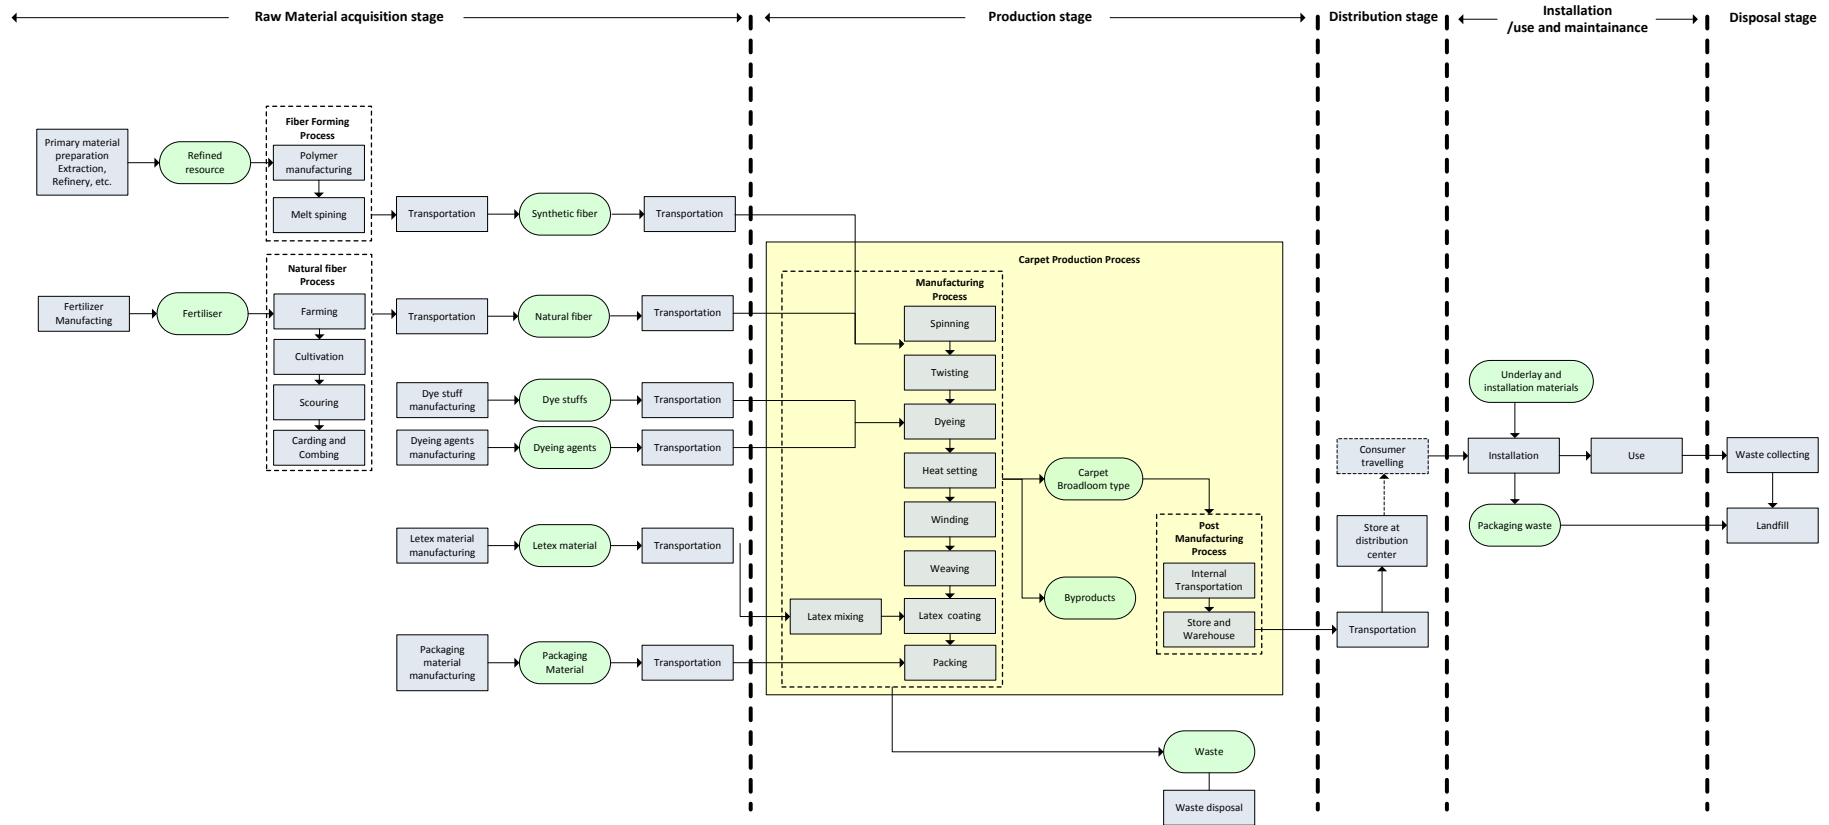 Raw Material acquisition stage
Production stage
Distribution stage
Installation
/use and maintainance
Disposal stage
Primary material
preparation
Extraction,
Refinery, etc.
Refined
resource
Fiber Forming
Process
Polymer
manufacturing
Melt spining
Transportation
Synthetic fiber
Transportation
Fertilizer
Manufacting
Fertiliser
Natural fiber
Process
Farming
Cultivation
Scouring
Carding and
Combing
Transportation
Natural fiber
Transportation
Dye stuff
manufacturing
Dye stuffs
Transportation
Dyeing agents
manufacturing
Dyeing agents
Transportation
Letex material
manufacturing
Letex material
Transportation
Packaging
material
manufacturing
Packaging
Material
Transportation
Carpet Production Process
Manufacturing
Process
Spinning
Twisting
Dyeing
Heat setting
Winding
Weaving
Latex mixing
Latex coating
Packing
Carpet
Broadloom type
Byproducts
Post
Manufacturing
Process
Internal
Transportation
Store and
Warehouse
Waste
Waste disposal
Consumer
travelling
Store at
distribution
center
Transportation
Underlay and
installation materials
Installation
Use
Packaging waste
Waste collecting
Landfill